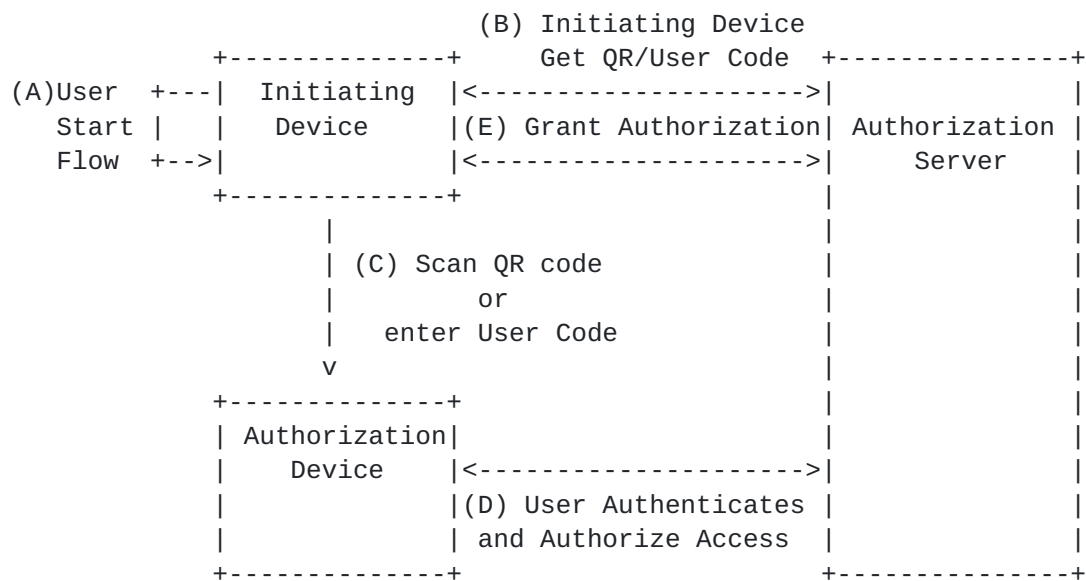 (B) Initiating Device
+--------------+ Get QR/User Code +---------------+
(A)User +---| Initiating |<--------------------->| |
Start | | Device |(E) Grant Authorization| Authorization |
Flow +-->| |<--------------------->| Server |
+--------------+ | |
| | |
| (C) Scan QR code | |
| or | |
| enter User Code | |
v | |
+--------------+ | |
| Authorization| | |
| Device |<--------------------->| |
| |(D) User Authenticates | |
| | and Authorize Access | |
+--------------+ +---------------+